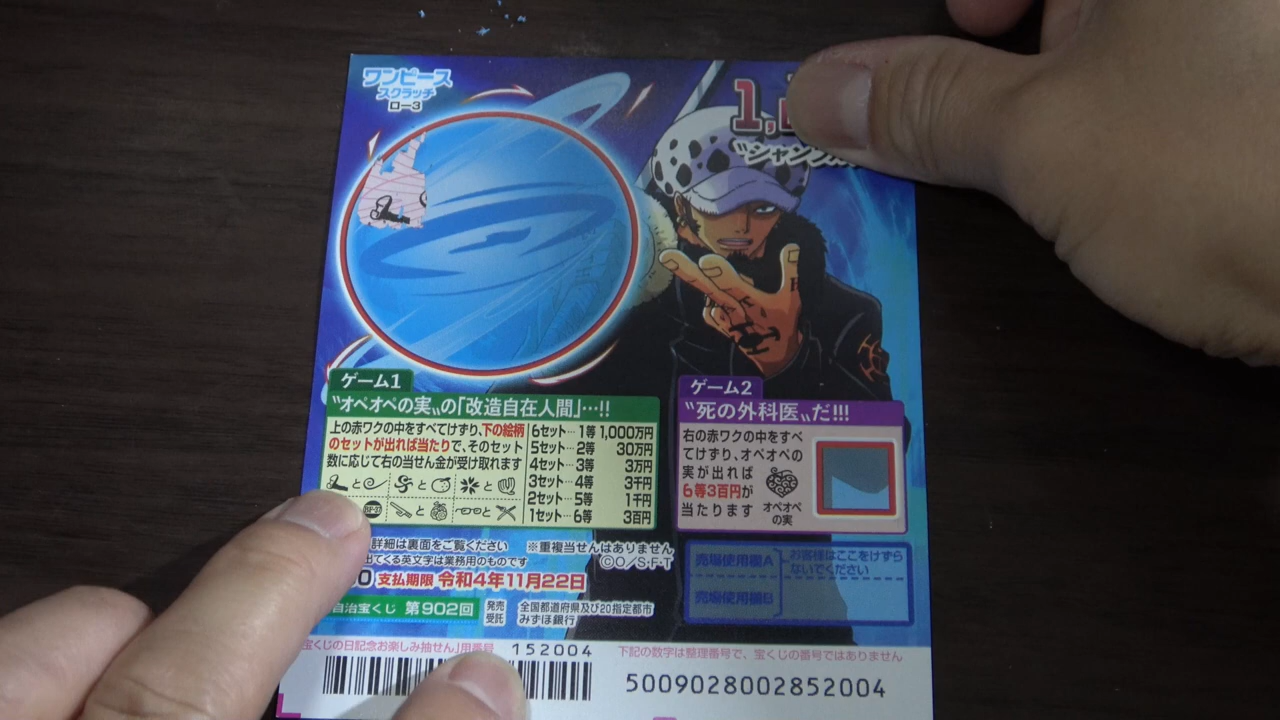 ワンピース
スクラッチ
ロー3
1,
〝シャン
ゲーム1
〝オペオペの実〟の「改造自在人間」…!!
上の赤ワクの中をすべてけずり、下の絵柄
のセットが出れば当たりで、そのセット
数に応じて右の当せん金が受け取れます
と と と
と と と
6セット…1等 1,000万円
5セット…2等 30万円
4セット…3等 3万円
3セット…4等 3千円
2セット…5等 1千円
1セット…6等 3百円
ゲーム2
〝死の外科医〟だ!!!
右の赤ワクの中をすべ
てけずり、オペオペの
実が出れば
6等3百円が
当たります
オペオペ
の実
詳細は裏面をご覧ください ※重複当せんはありません
出てくる英文字は業務用のものです ©O/S・F・T
0 支払期限 令和4年11月22日
自治宝くじ 第902回
発売
受託
全国都道府県及び20指定都市
みずほ銀行
売場使用欄A
売場使用欄B
お客様はここをけずら
ないでください
宝くじの日記念お楽しみ抽せん」用番号 152004
下記の数字は整理番号で、宝くじの番号ではありません
5009028002852004